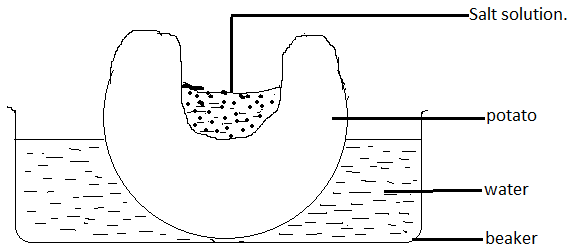 Salt solution.
potato
water
beaker